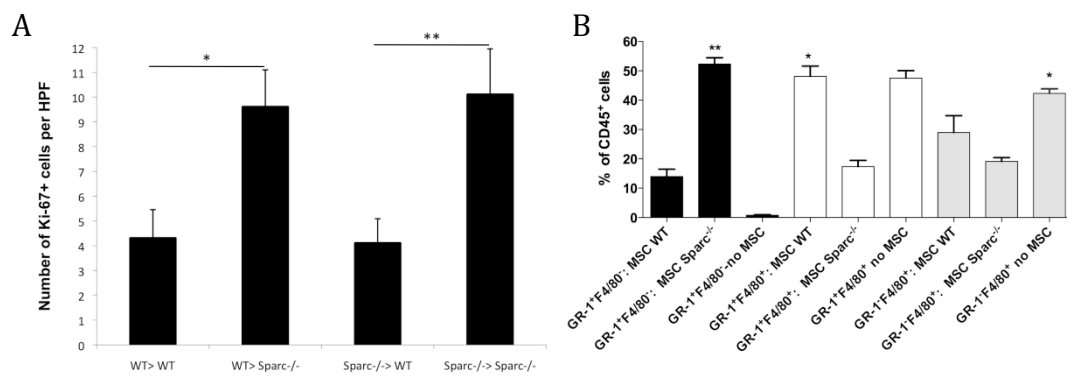 A
Number of Ki-67+ cells per HPF
12
11
10
9
8
7
6
5
4
3
2
1
0
*
**
WT> WT
WT> Sparc-/-
Sparc-/-> WT
Sparc-/-> Sparc-/-
B
% of CD45⁺ cells
60
50
40
30
20
10
0
**
*
*
GR-1⁺F4/80⁻: MSC WT
GR-1⁺F4/80⁻: MSC Sparc⁻/⁻
GR-1⁺F4/80⁻-no MSC
GR-1⁺F4/80⁺: MSC WT
GR-1⁺F4/80⁺: MSC Sparc⁻/⁻
GR-1⁺F4/80⁺ no MSC
GR-1⁻F4/80⁺: MSC WT
GR-1⁻F4/80⁺: MSC Sparc⁻/⁻
GR-1⁻F4/80⁺ no MSC